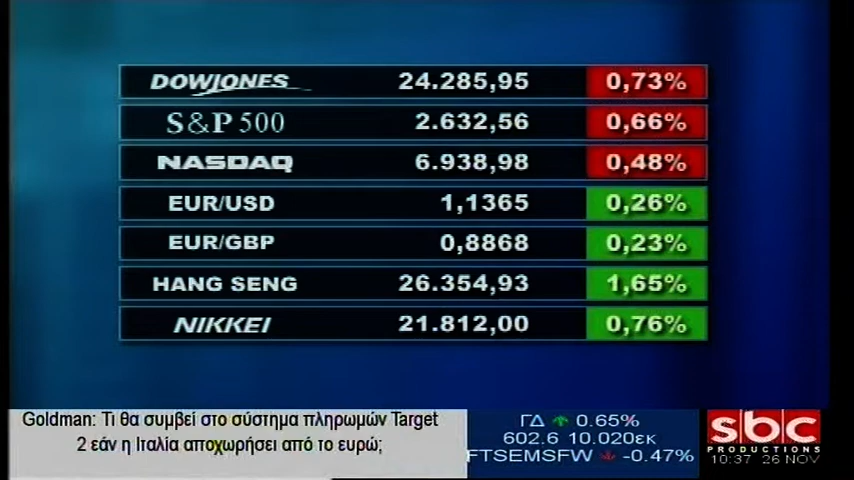 DOWJONES 24.285,95 0,73%
S&P 500 2.632,56 0,66%
NASDAQ 6.938,98 0,48%
EUR/USD 1,1365 0,26%
EUR/GBP 0,8868 0,23%
HANG SENG 26.354,93 1,65%
NIKKEI 21.812,00 0,76%
Goldman: Τι θα συμβεί στο σύστημα πληρωμών Target
2 εάν η Ιταλία αποχωρήσει από το ευρώ;
ΓΔ 0.65%
602.6 10.020εκ
FTSEMSFW -0.47%
sbc
PRODUCTIONS
10:37 26 NOV